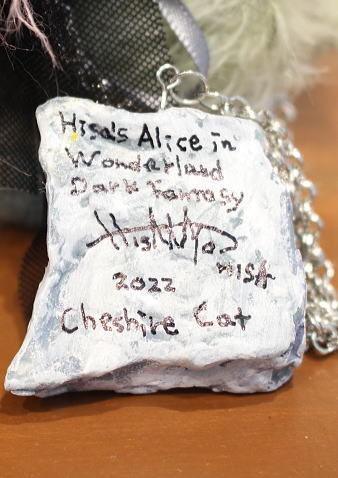 Hisa's Alice in
Wonderland
Dark Fantasy
HISA
2022
Cheshire Cat